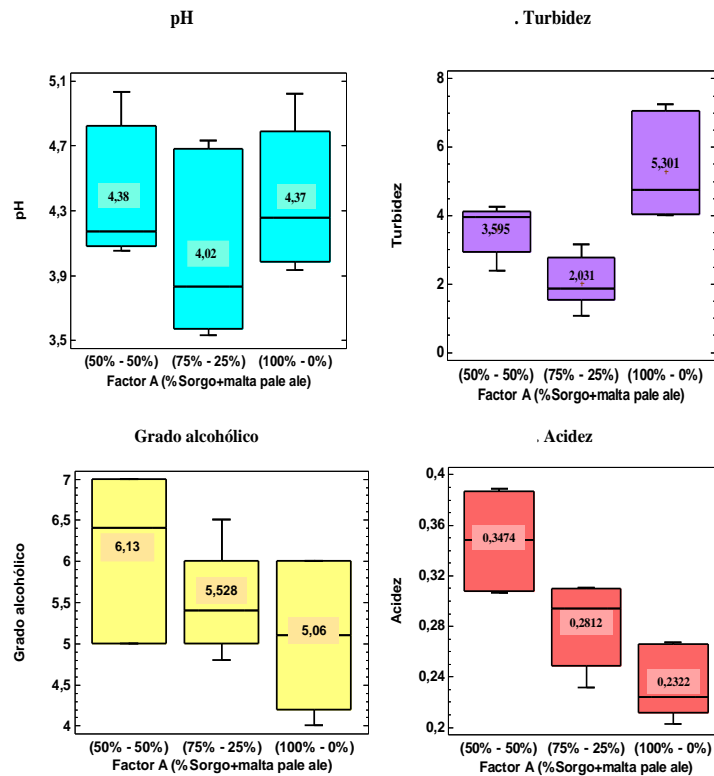 pH
5,1
4,7
4,3
3,9
3,5
pH
4,38
4,02
4,37
(50% - 50%) (75% - 25%) (100% - 0%)
Factor A (%Sorgo+malta pale ale)
. Turbidez
8
6
4
2
0
Turbidez
3,595
2,031
5,301
(50% - 50%) (75% - 25%) (100% - 0%)
Factor A (%Sorgo+malta pale ale)
Grado alcohólico
7
6,5
6
5,5
5
4,5
4
Grado alcohólico
6,13
5,528
5,06
(50% - 50%) (75% - 25%) (100% - 0%)
Factor A (%Sorgo+malta pale ale)
. Acidez
0,4
0,36
0,32
0,28
0,24
0,2
Acidez
0,3474
0,2812
0,2322
(50% - 50%) (75% - 25%) (100% - 0%)
Factor A (%Sorgo+malta pale ale)